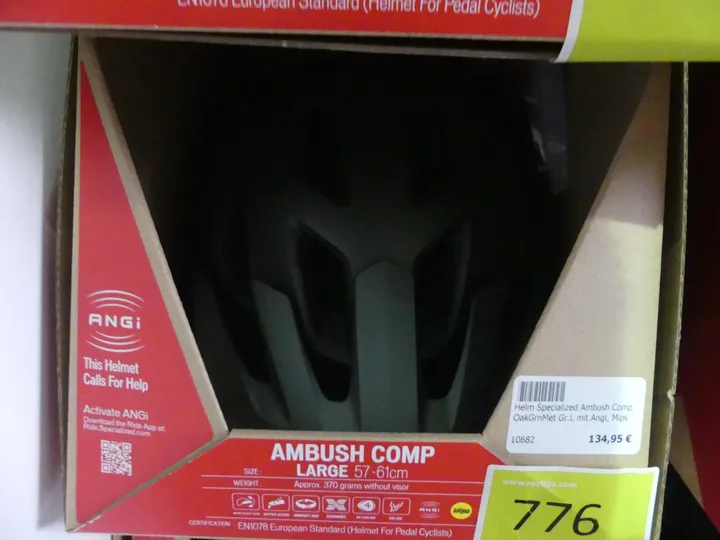 EN1078 European Standard (Helmet For Pedal Cyclists)
ANGi
This Helmet
Calls For Help
Activate ANGi
Download the Ride App at
Ride.Specialized.com
Helm Specialized Ambush Comp
OakGrnMet Gr.L mit Angi, Mips
10682 134,95 €
AMBUSH COMP
SIZE LARGE 57-61cm
WEIGHT Approx. 370 grams without visor
ANGi
CERTIFICATION EN1078 European Standard (Helmet For Pedal Cyclists)
776